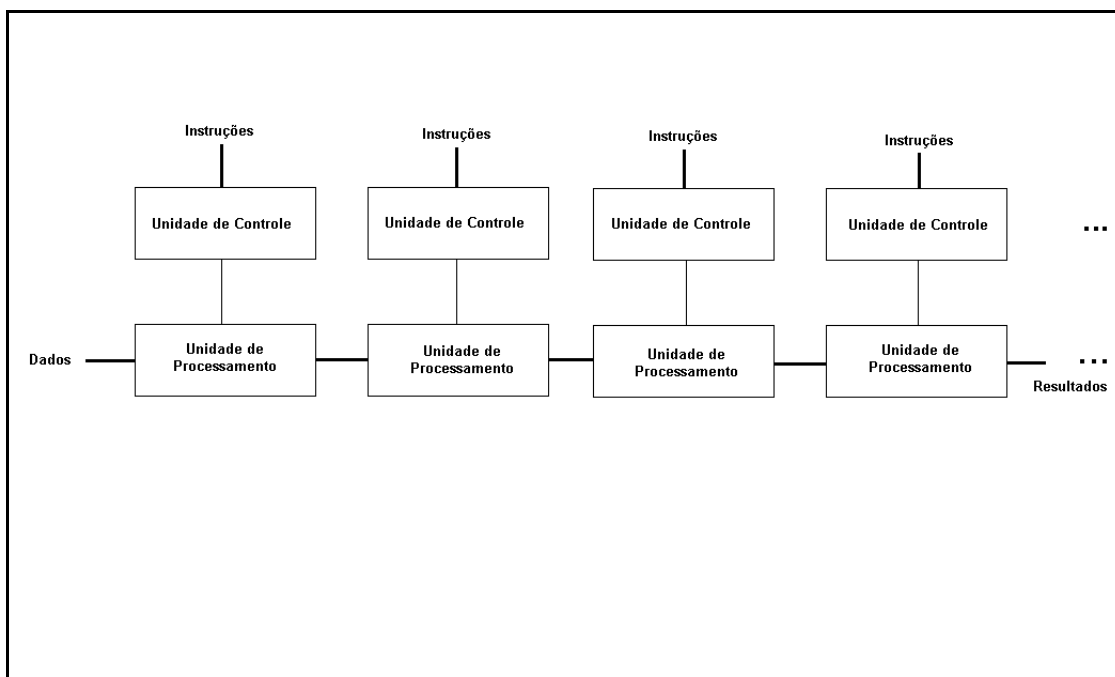 Instruções
Instruções
Instruções
Instruções
Unidade de Controle
Unidade de Controle
Unidade de Controle
Unidade de Controle
...
Dados
Unidade de
Processamento
Unidade de
Processamento
Unidade de
Processamento
Unidade de
Processamento
...
Resultados